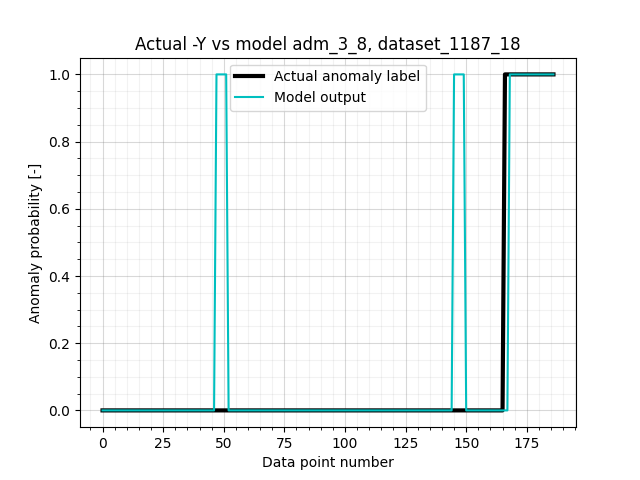 Actual -Y vs model adm_3_8, dataset_1187_18
Actual anomaly label
Model output
Anomaly probability [-]
1.0
0.8
0.6
0.4
0.2
0.0
0 25 50 75 100 125 150 175
Data point number